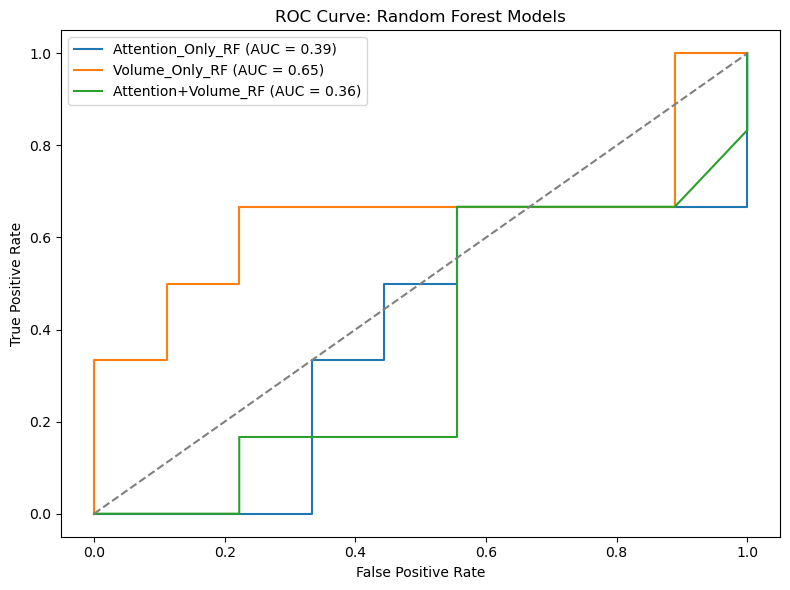 ROC Curve: Random Forest Models
Attention_Only_RF (AUC = 0.39)
Volume_Only_RF (AUC = 0.65)
Attention+Volume_RF (AUC = 0.36)
True Positive Rate
1.0
0.8
0.6
0.4
0.2
0.0
0.0 0.2 0.4 0.6 0.8 1.0
False Positive Rate